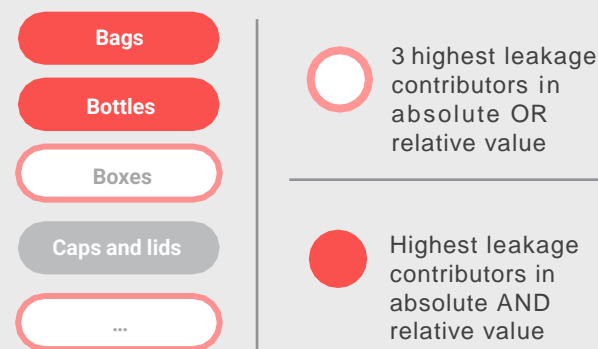 Bags
Bottles
Boxes
Caps and lids
...
3 highest leakage
contributors in
absolute OR
relative value
Highest leakage
contributors in
absolute AND
relative value